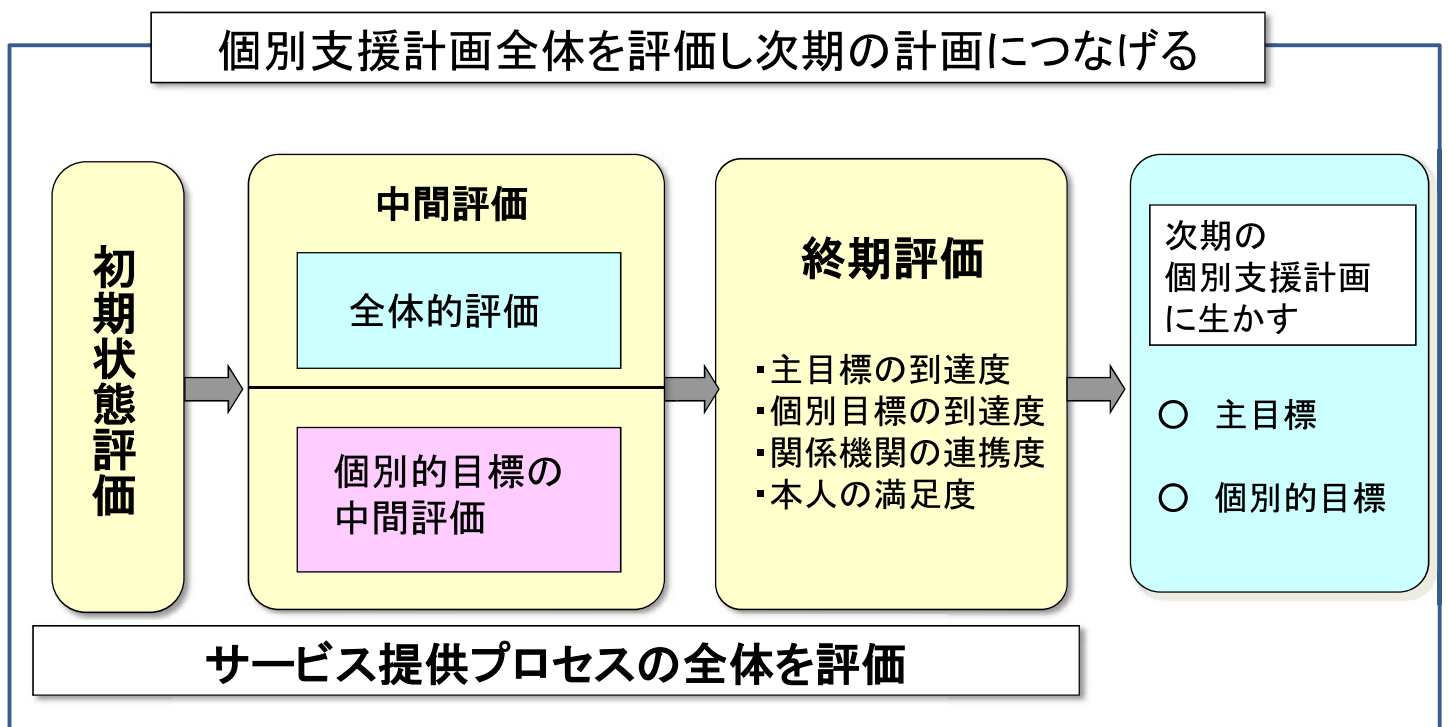 個別支援計画全体を評価し次期の計画につなげる
初期状態評価
中間評価
全体的評価
個別的目標の
中間評価
終期評価
・主目標の到達度
・個別目標の到達度
・関係機関の連携度
・本人の満足度
次期の
個別支援計画
に生かす
○ 主目標
○ 個別的目標
サービス提供プロセスの全体を評価